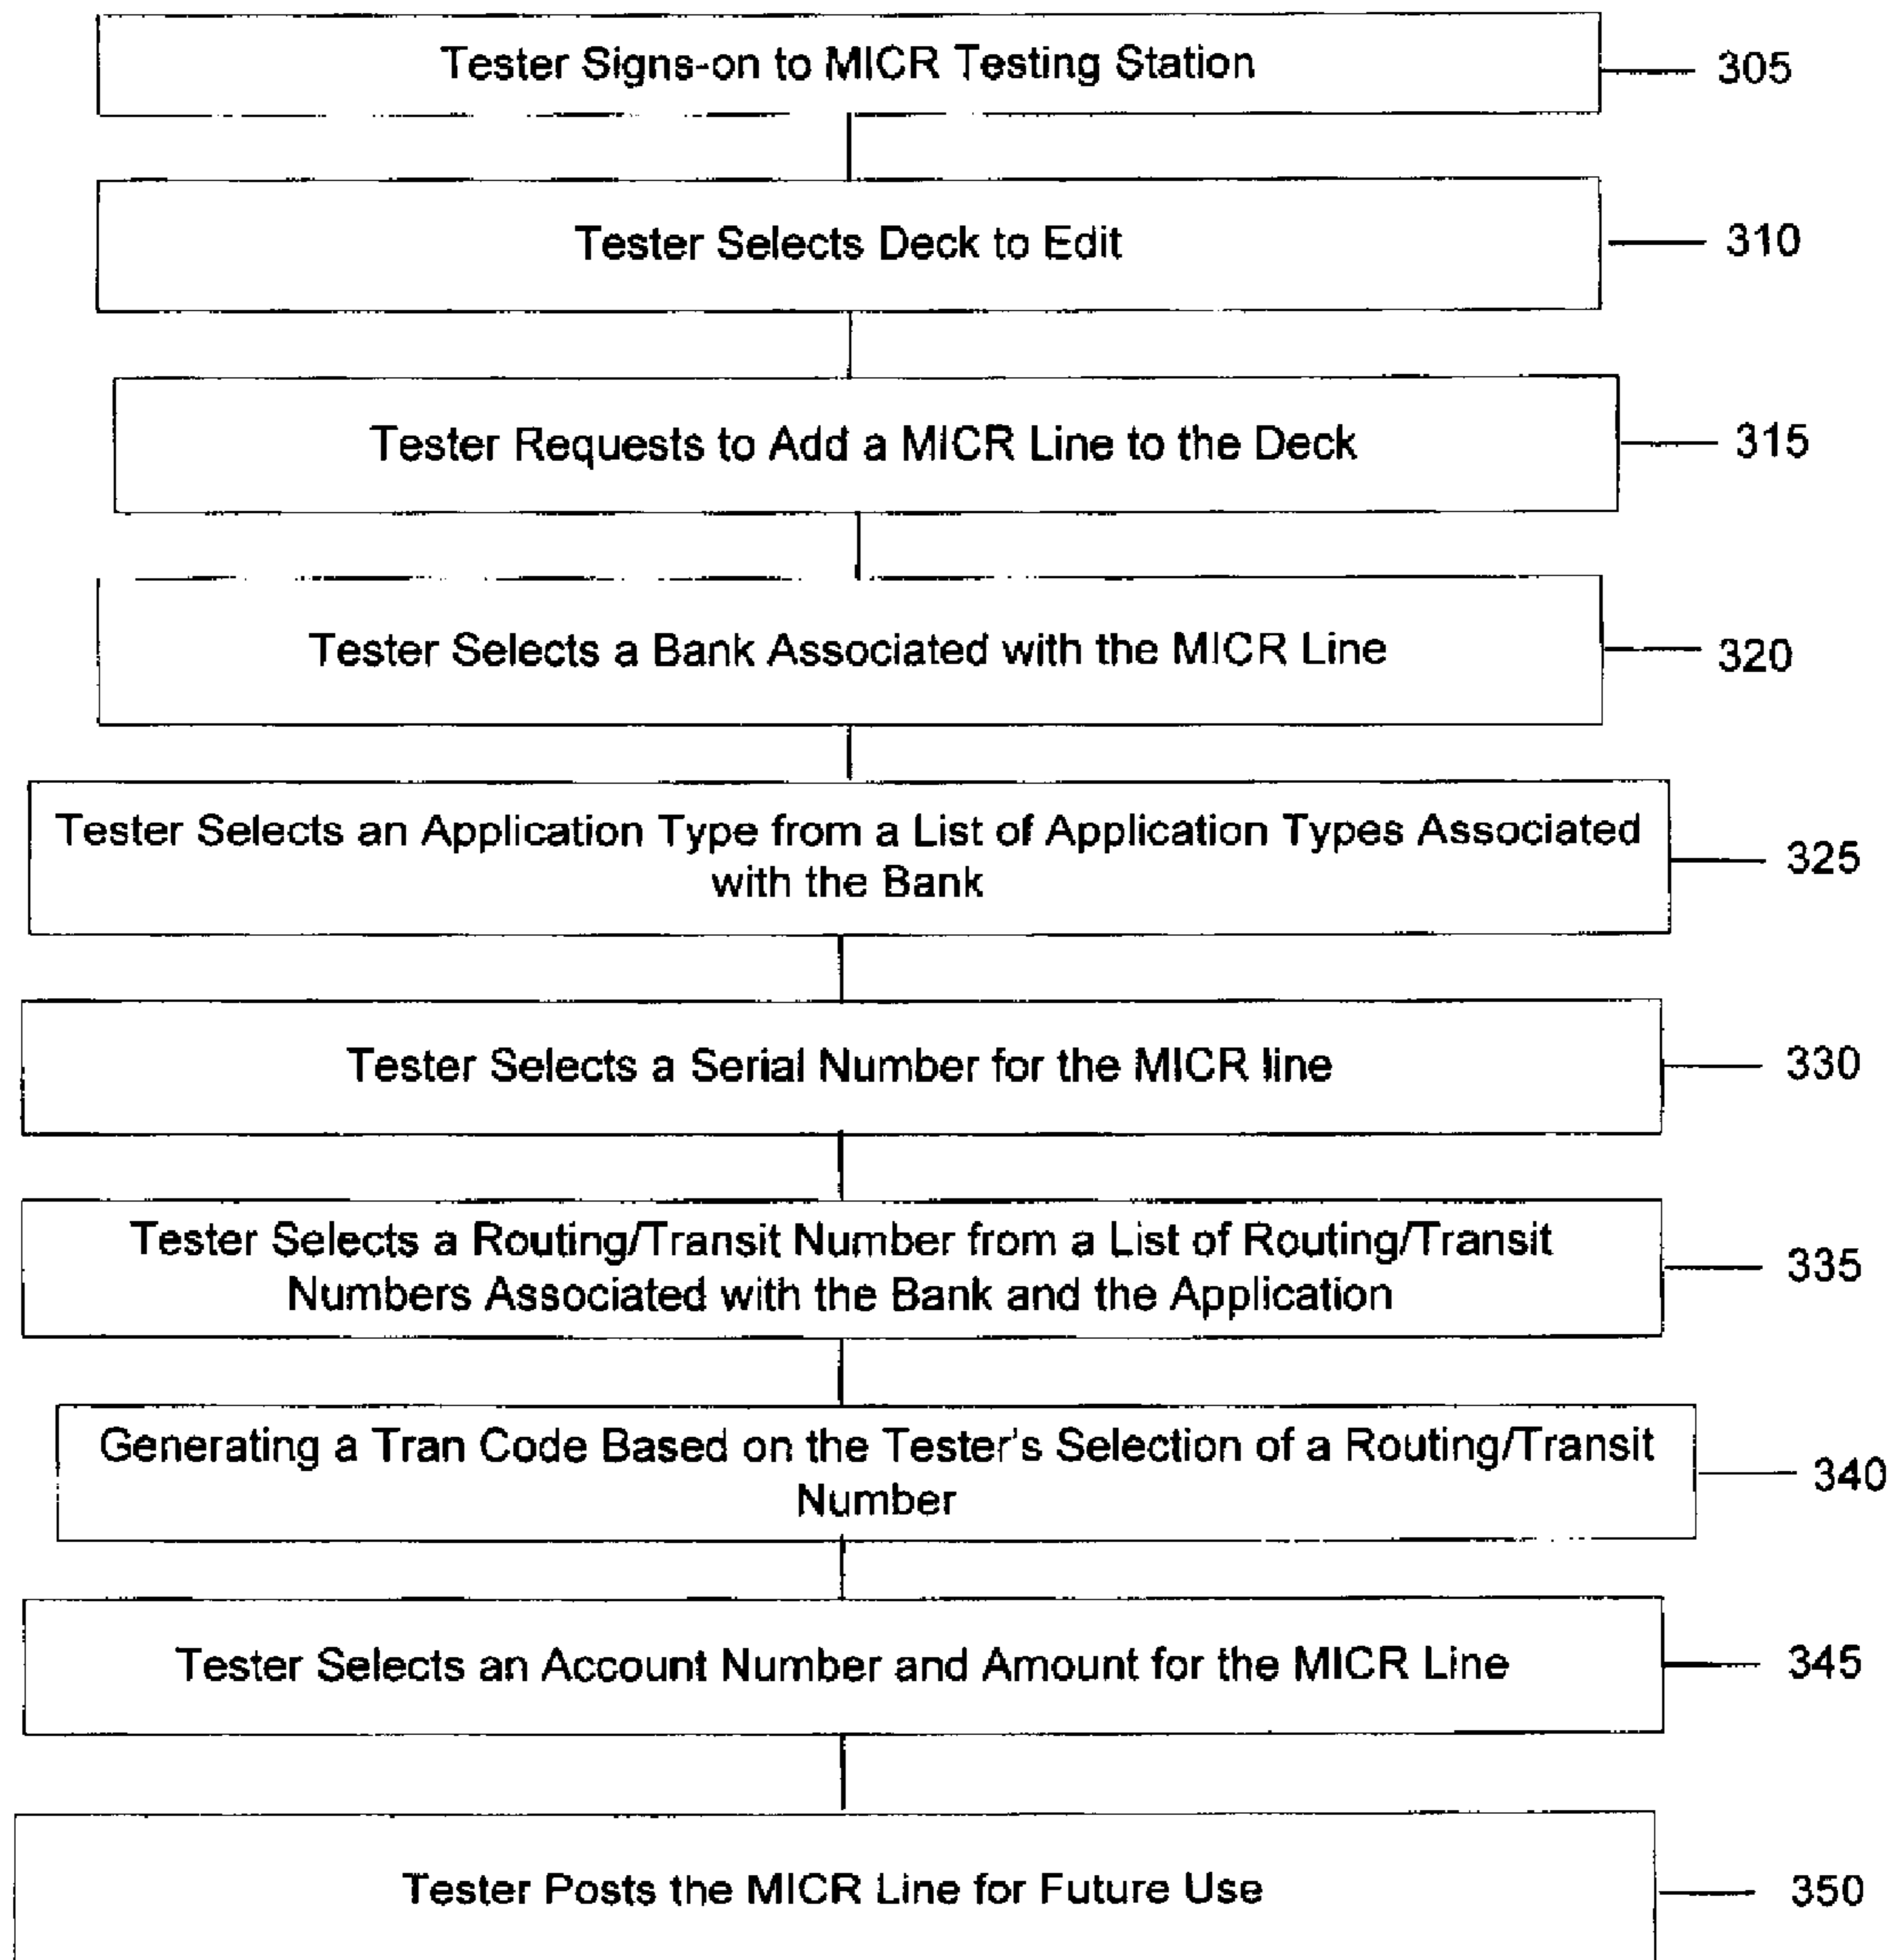 Tester Signs-on to MICR Testing Station
305
Tester Selects Deck to Edit
310
Tester Requests to Add a MICR Line to the Deck
315
Tester Selects a Bank Associated with the MICR Line
320
Tester Selects an Application Type from a List of Application Types Associated
with the Bank
325
Tester Selects a Serial Number for the MICR line
330
Tester Selects a Routing/Transit Number from a List of Routing/Transit
Numbers Associated with the Bank and the Application
335
Generating a Tran Code Based on the Tester's Selection of a Routing/Transit
Number
340
Tester Selects an Account Number and Amount for the MICR Line
345
Tester Posts the MICR Line for Future Use
350